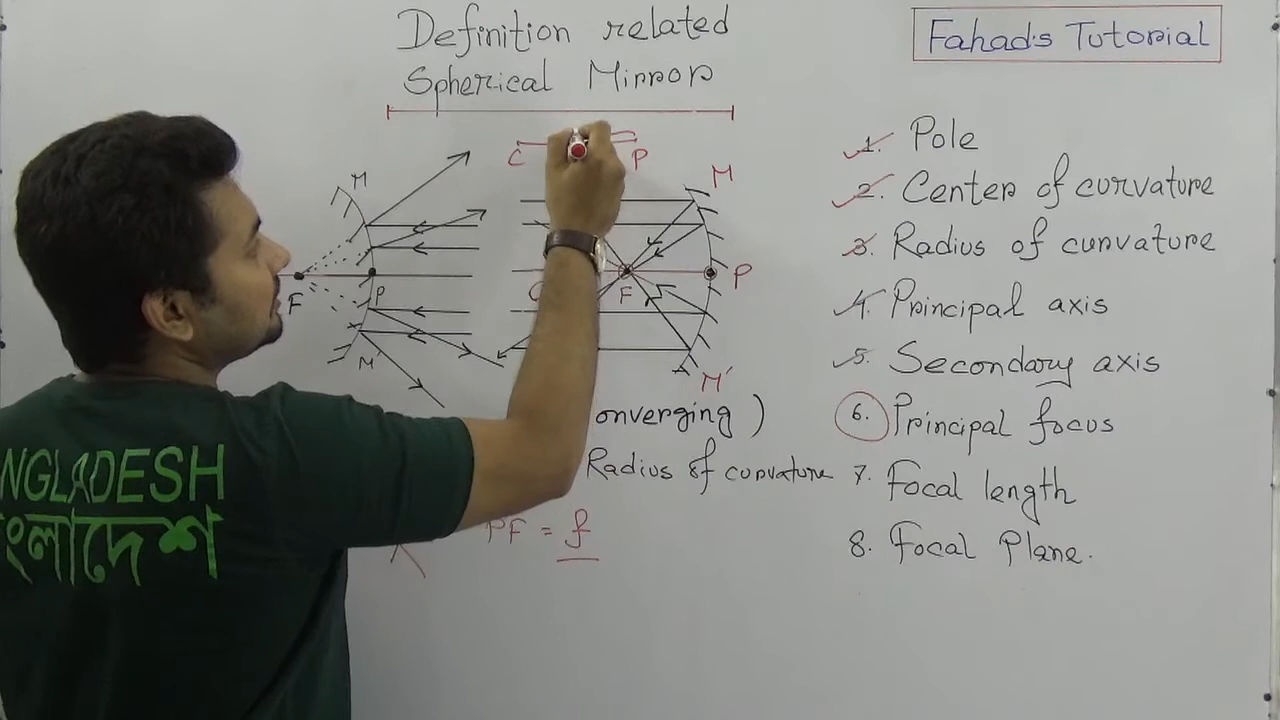 Definition related
Spherical Mirror
Fahad's Tutorial
C P
M M
1. Pole
2. Center of curvature
3. Radius of curvature
4. Principal axis
5. Secondary axis
6. Principal focus
7. Focal length
8. Focal Plane.
F P F P
M' M'
onverging)
Radius of curvature
PF = f
NGLADESH
ংলাদেশ